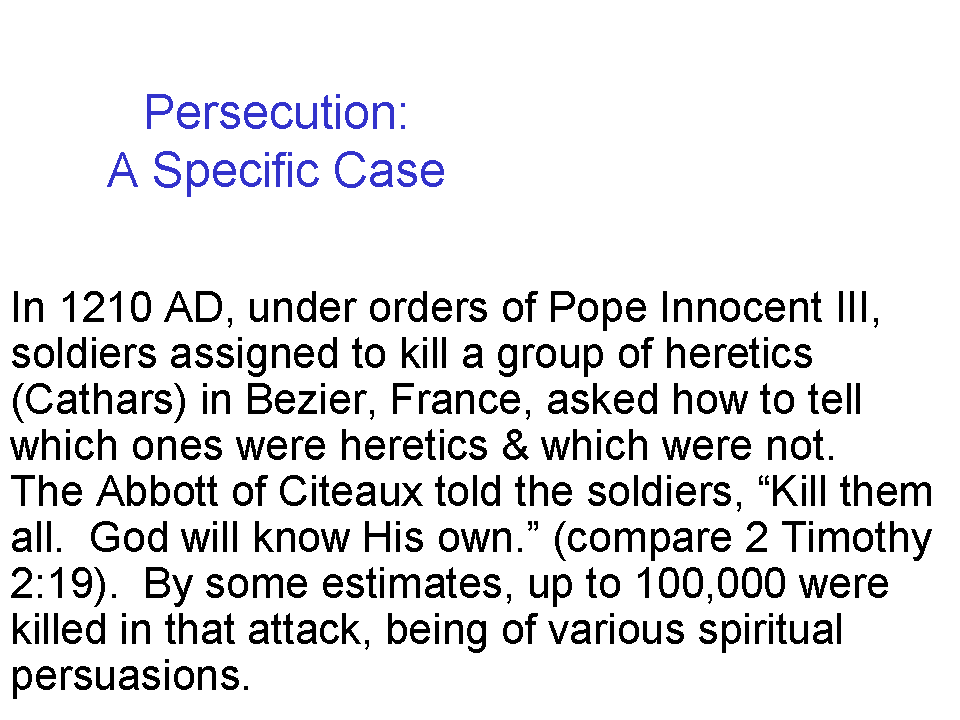 Persecution:
A Specific Case
In 1210 AD, under orders of Pope Innocent III,
soldiers assigned to kill a group of heretics
(Cathars) in Bezier, France, asked how to tell
which ones were heretics & which were not.
The Abbott of Citeaux told the soldiers, “Kill them
all.  God will know His own.” (compare 2 Timothy
2:19).  By some estimates, up to 100,000 were
killed in that attack, being of various spiritual
persuasions.